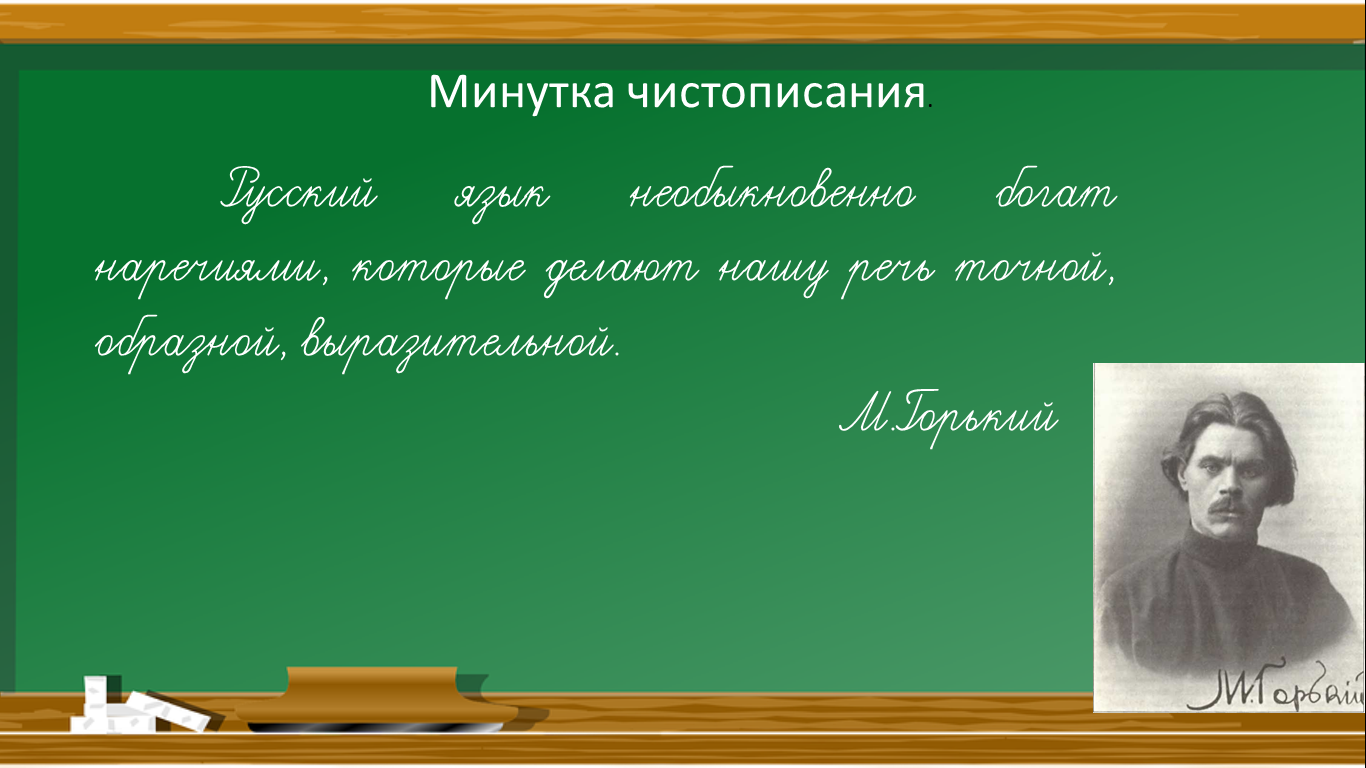 Минутка чистописания.
Русский язык необыкновенно богат
наречиями, которые делают нашу речь точной,
образной, выразительной.
М.Горький
М.Горький